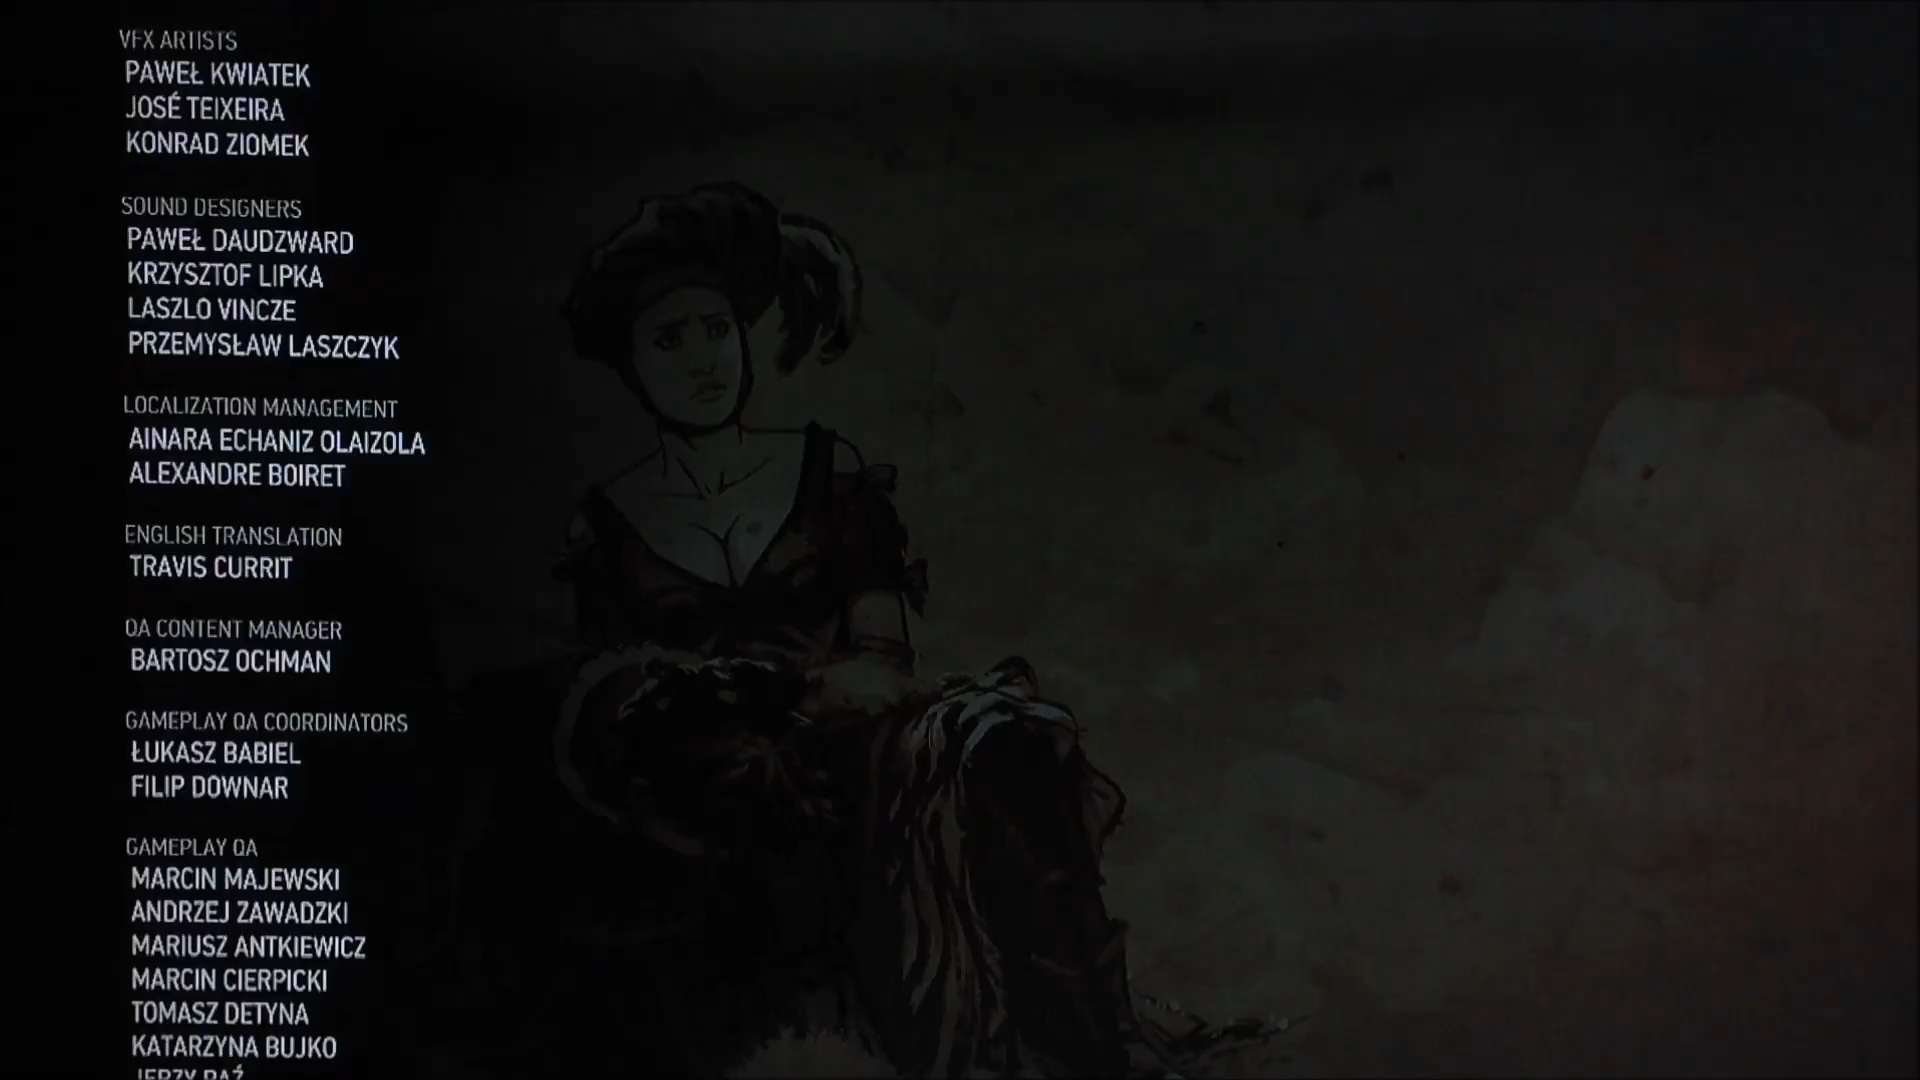 VFX ARTISTS
PAWEŁ KWIATEK
JOSÉ TEIXEIRA
KONRAD ZIOMEK
SOUND DESIGNERS
PAWEŁ DAUDZWARD
KRZYSZTOF LIPKA
LASZLO VINCZE
PRZEMYSŁAW LASZCZYK
LOCALIZATION MANAGEMENT
AINARA ECHANIZ OLAIZOLA
ALEXANDRE BOIRET
ENGLISH TRANSLATION
TRAVIS CURRIT
QA CONTENT MANAGER
BARTOSZ OCHMAN
GAMEPLAY QA COORDINATORS
ŁUKASZ BABIEL
FILIP DOWNAR
GAMEPLAY QA
MARCIN MAJEWSKI
ANDRZEJ ZAWADZKI
MARIUSZ ANTKIEWICZ
MARCIN CIERPICKI
TOMASZ DETYNA
KATARZYNA BUJKO